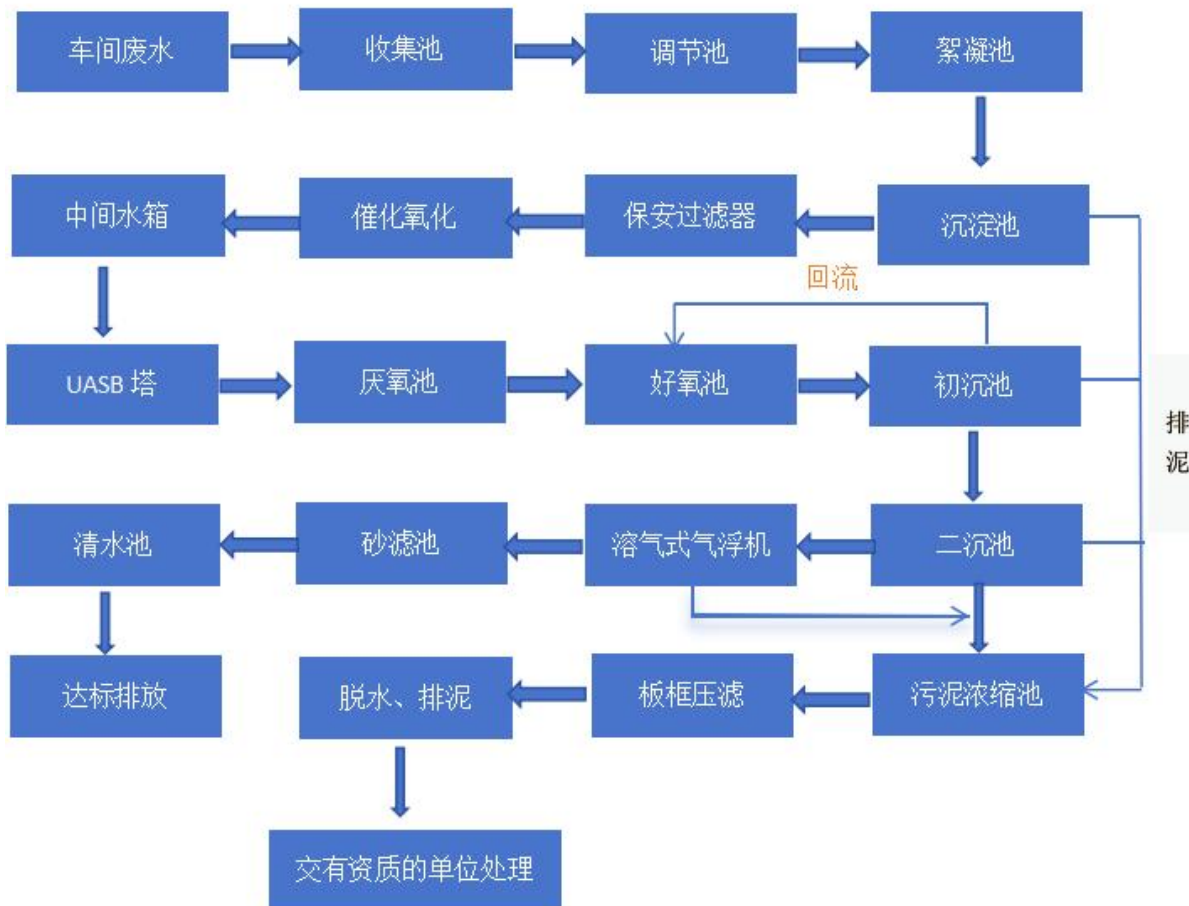 车间废水
收集池
调节池
絮凝池
中间水箱
催化氧化
保安过滤器
沉淀池
回流
UASB 塔
厌氧池
好氧池
初沉池
排
泥
清水池
砂滤池
溶气式气浮机
二沉池
达标排放
脱水、排泥
板框压滤
污泥浓缩池
交有资质的单位处理